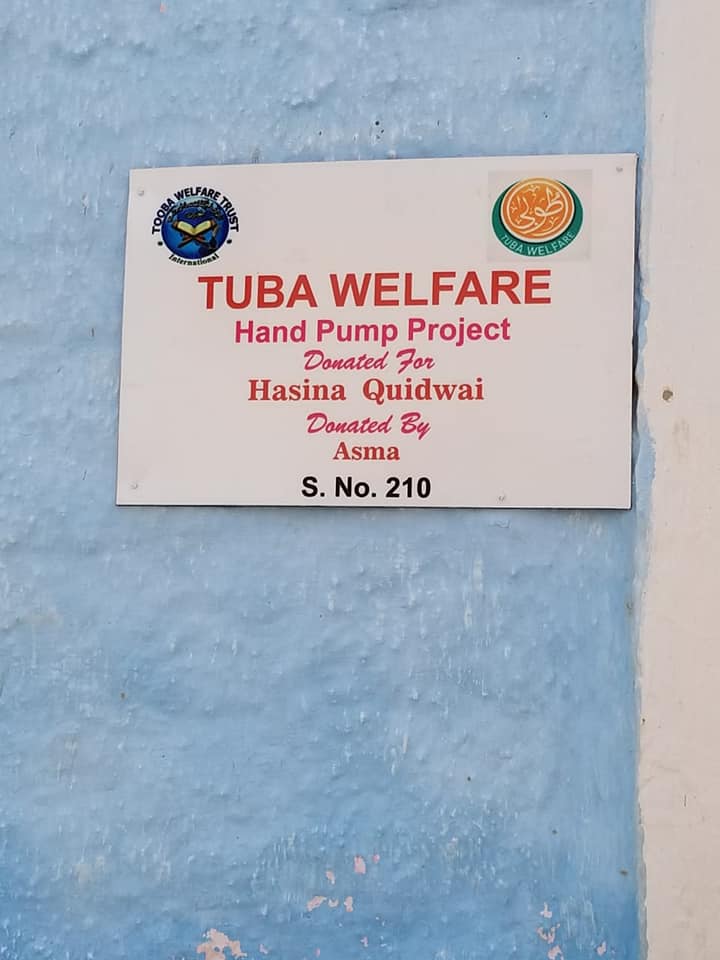 TOOBA WELFARE TRUST
International
طوبى
TUBA WELFARE
TUBA WELFARE
Hand Pump Project
Donated For
Hasina Quidwai
Donated By
Asma
S. No. 210